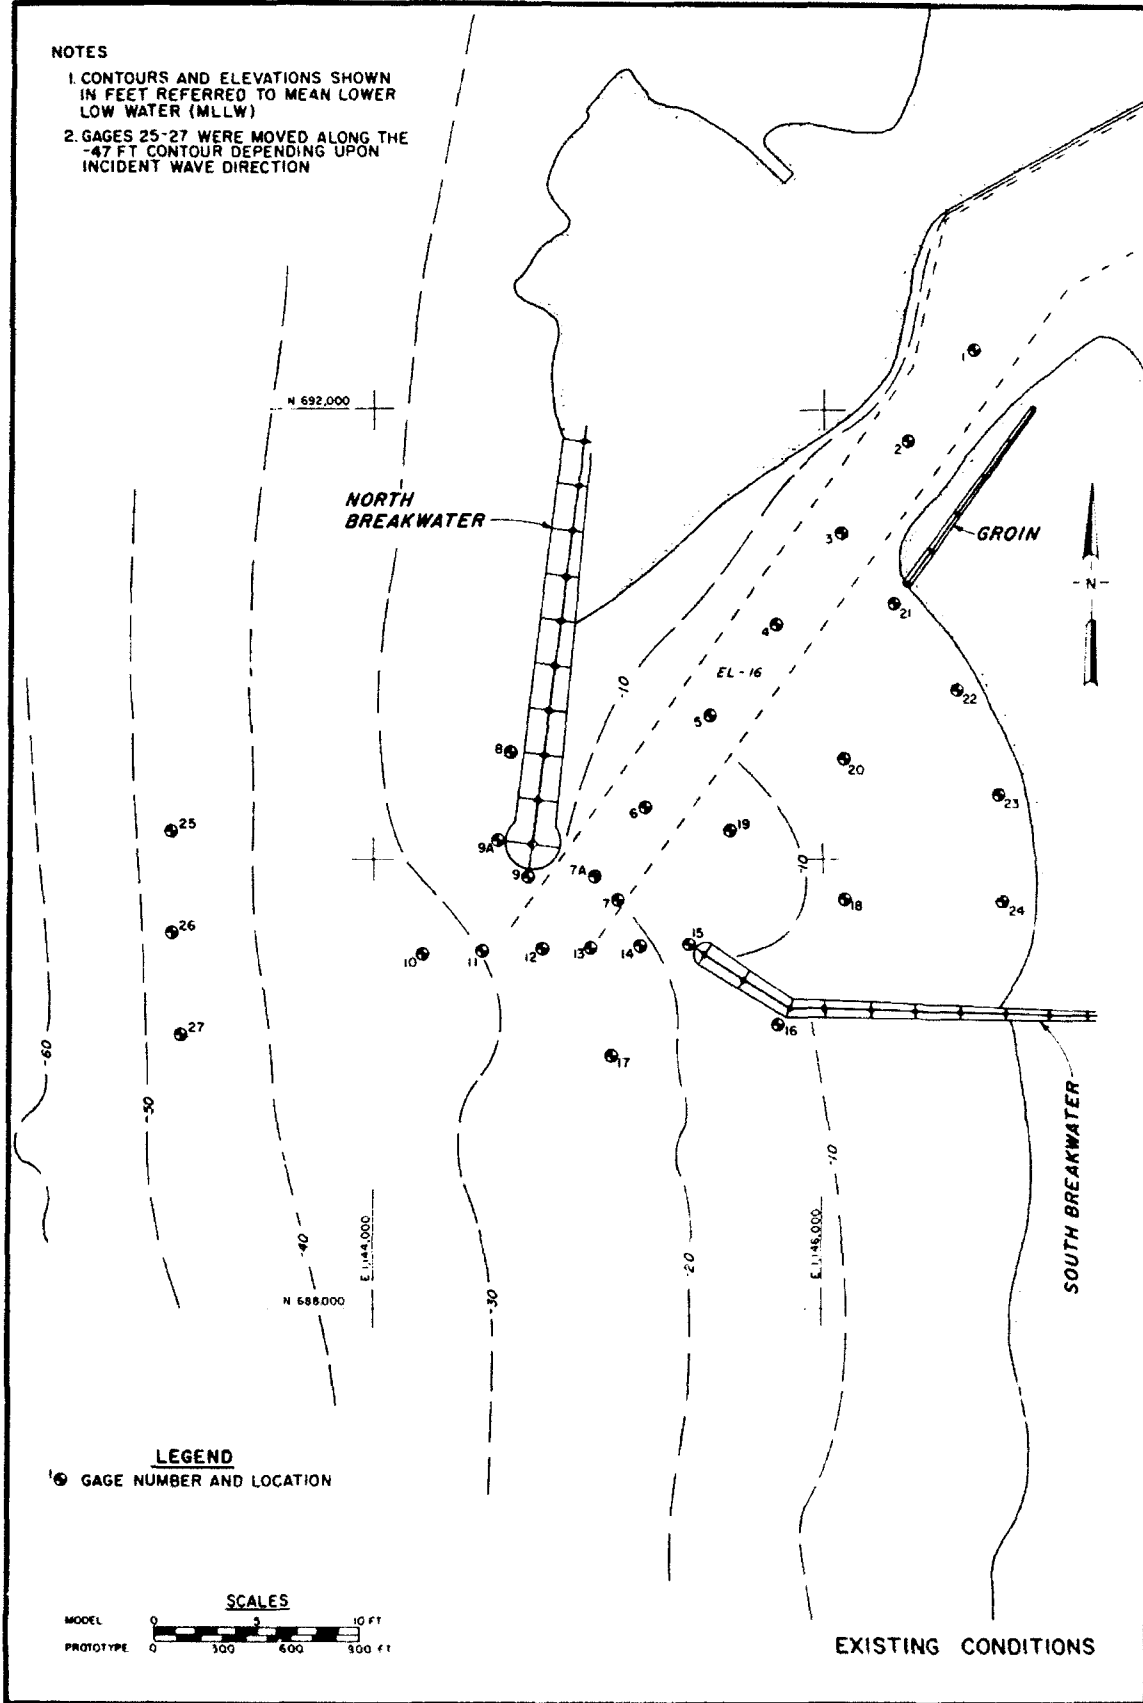 NOTES
1. CONTOURS AND ELEVATIONS SHOWN
IN FEET REFERRED TO MEAN LOWER
LOW WATER (MLLW)
2. GAGES 25-27 WERE MOVED ALONG THE
-47 FT CONTOUR DEPENDING UPON
INCIDENT WAVE DIRECTION
1
N 692,000
2
NORTH
BREAKWATER
3
GROIN
-N-
21
4
EL-16
-10
22
5
8
20
23
6
25
19
9A
-10
9
7A
7
18
24
26
15
10
11
12
13
14
27
16
-60
17
-50
-10
SOUTH BREAKWATER
-40
E 1,144,000
E 1,146,000
-20
N 688,000
-30
LEGEND
1 GAGE NUMBER AND LOCATION
SCALES
MODEL 0 5 10 FT
PROTOTYPE 0 300 600 900 FT
EXISTING CONDITIONS